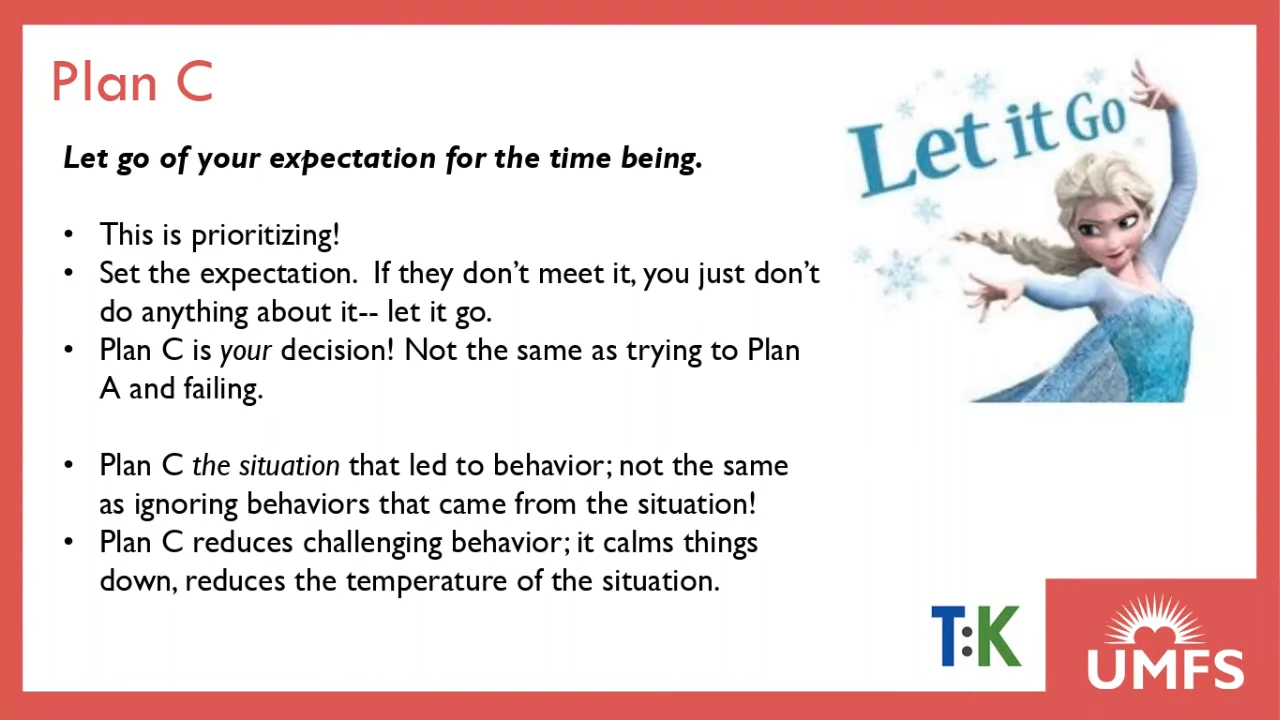 Plan C
Let it Go
Let go of your expectation for the time being.
• This is prioritizing!
• Set the expectation.  If they don’t meet it, you just don’t
do anything about it-- let it go.
• Plan C is your decision! Not the same as trying to Plan
A and failing.
• Plan C the situation that led to behavior; not the same
as ignoring behaviors that came from the situation!
• Plan C reduces challenging behavior; it calms things
down, reduces the temperature of the situation.
T:K
UMFS